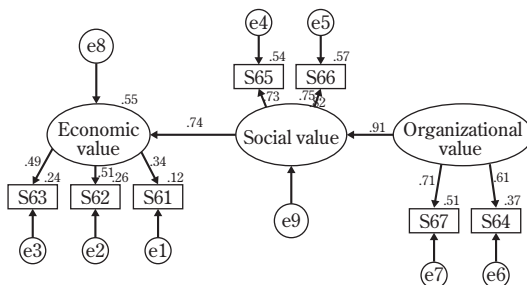 e4
e5
e8
.54
.57
S65
S66
.55
.73
.75
Economic
value
.74
Social value
.91
Organizational
value
.49
.51
.34
.71
.61
.24
.26
.12
S63
S62
S61
.51
.37
S67
S64
e9
e3
e2
e1
e7
e6